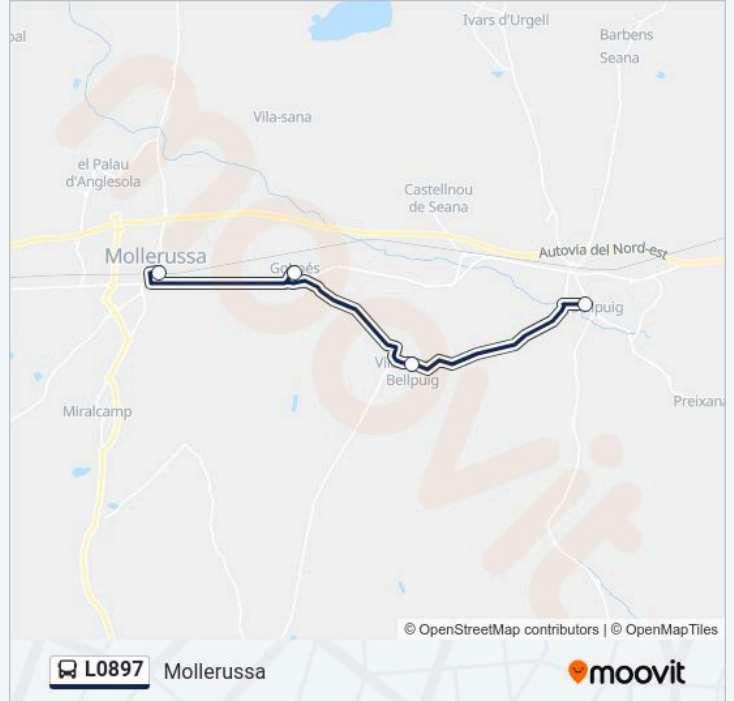 Ivars d'Urgell
Barbens
Seana
Vila-sana
el Palau
d'Anglesola
Castellnou
de Seana
Autovia del Nord-est
Mollerussa
Bellpuig
Miralcamp
moovit
© OpenStreetMap contributors | © OpenMapTiles
L0897 Mollerussa
moovit